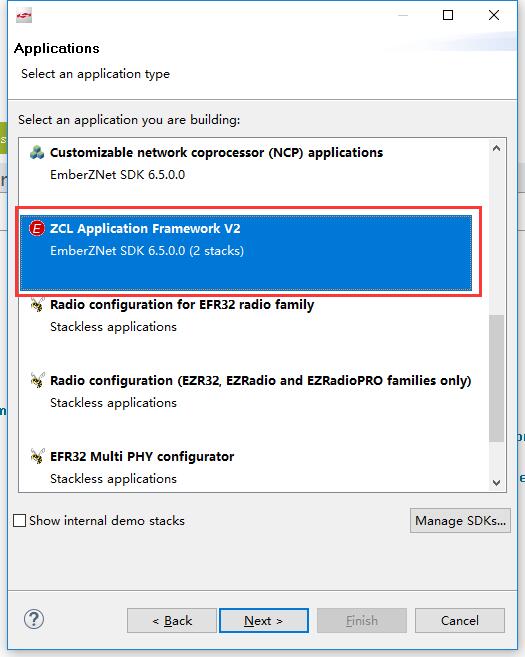 Applications
Select an application type
Select an application you are building:
Customizable network coprocessor (NCP) applications
EmberZNet SDK 6.5.0.0
ZCL Application Framework V2
EmberZNet SDK 6.5.0.0 (2 stacks)
Radio configuration for EFR32 radio family
Stackless applications
Radio configuration (EZR32, EZRadio and EZRadioPRO families only)
Stackless applications
EFR32 Multi PHY configurator
Stackless applications
Show internal demo stacks
Manage SDKs...
< Back
Next >
Finish
Cancel